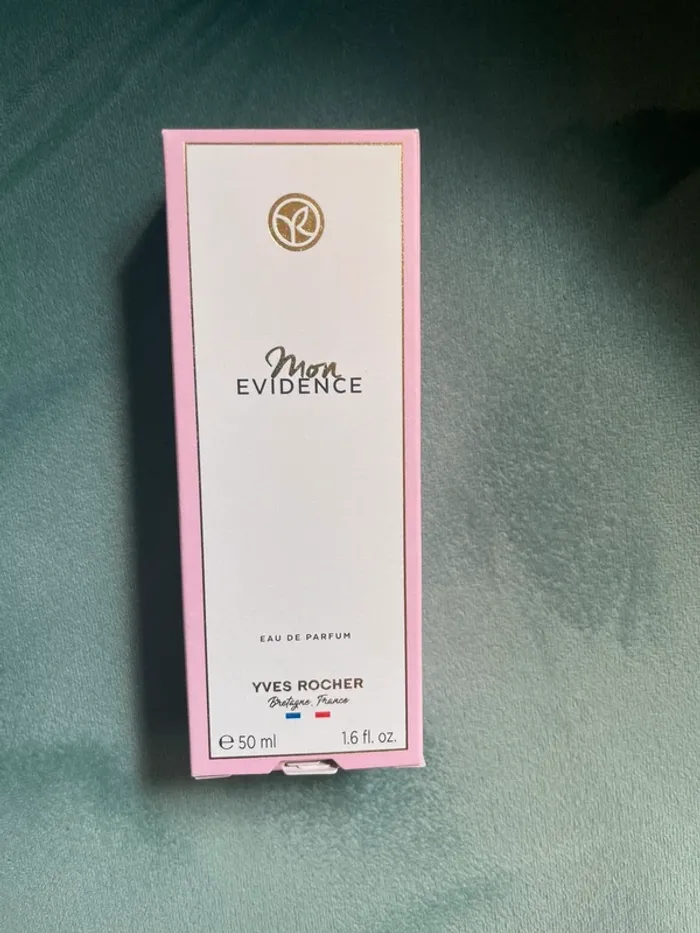 Mon
EVIDENCE
EAU DE PARFUM
YVES ROCHER
Bretagne, France
℮ 50 ml 1.6 fl. oz.